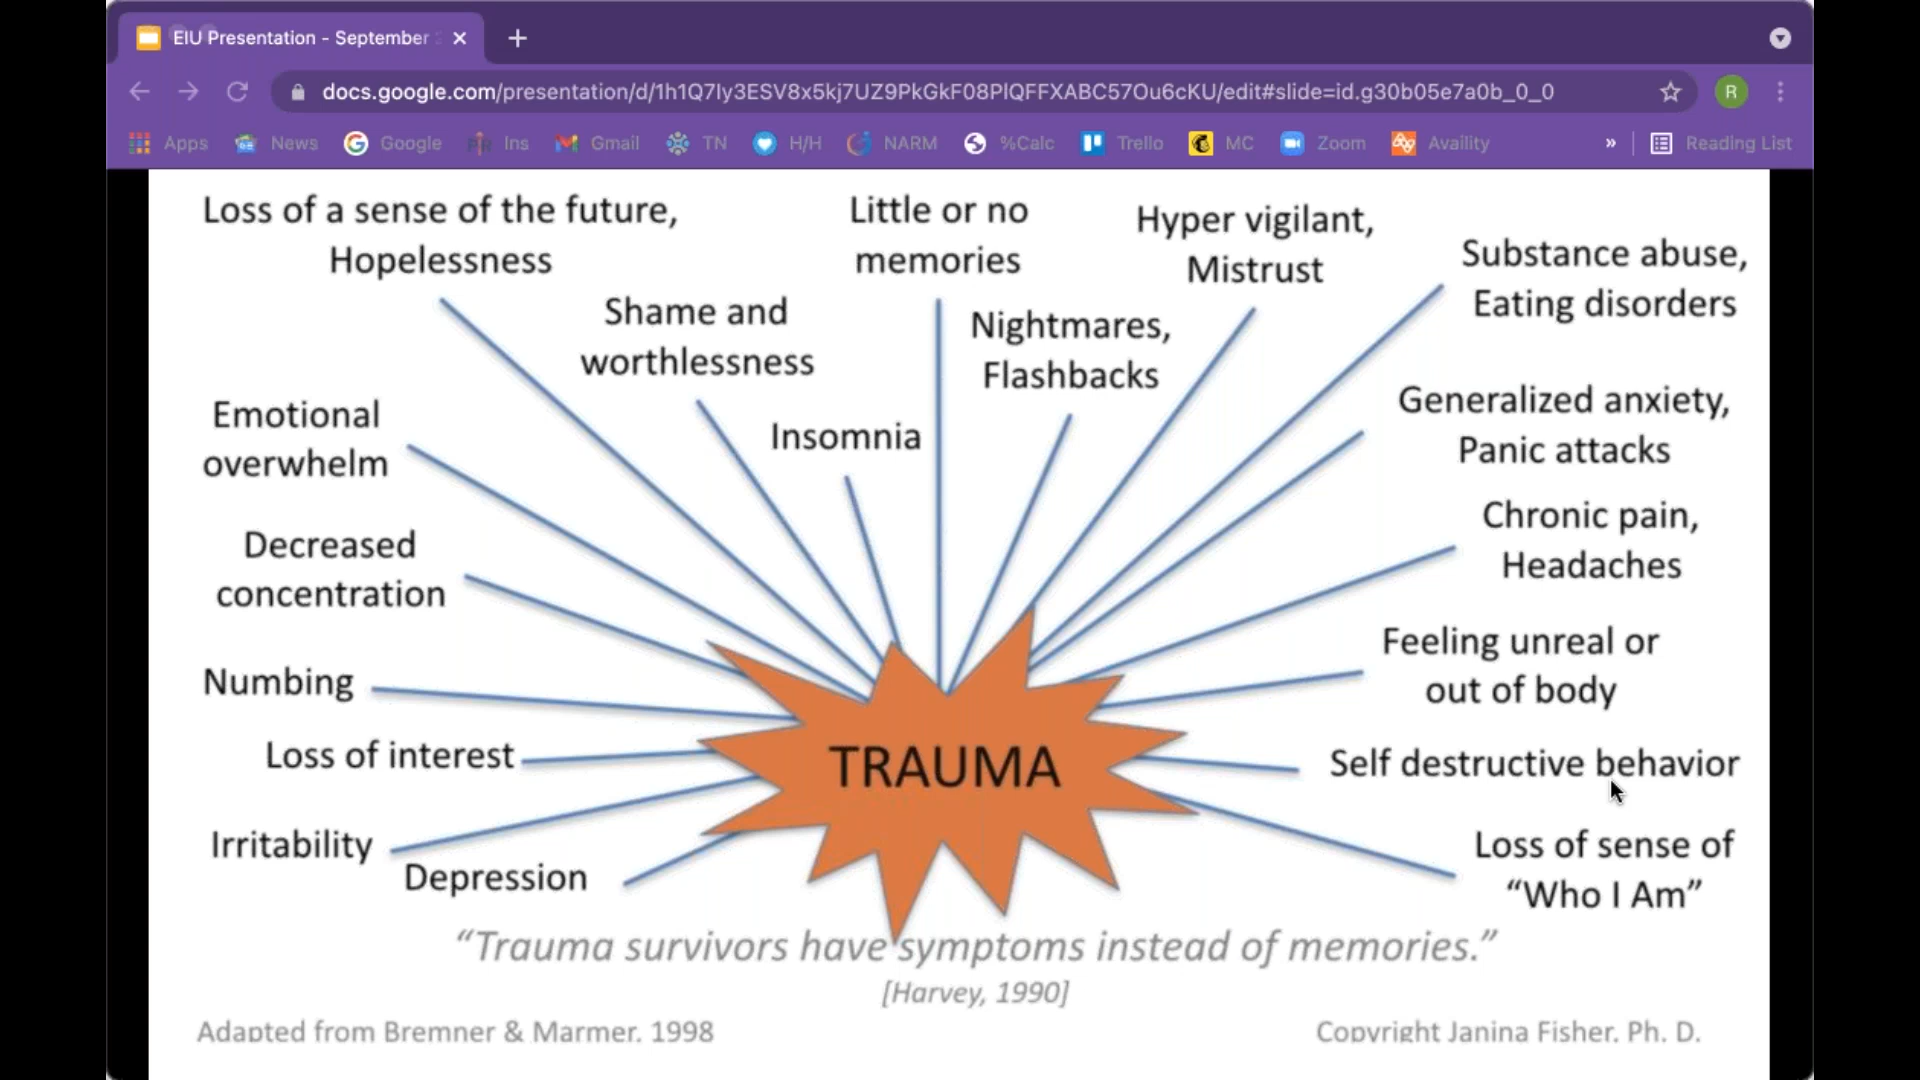 EIU Presentation - September
docs.google.com/presentation/d/1h1Q7Iy3ESV8x5kj7UZ9PkGkF08PlQFFXABC57Ou6cKU/edit#slide=id.g30b05e7a0b_0_0
R
Apps News Google Ins Gmail TN H/H NARM %Calc Trello MC Zoom Availity » Reading List
Loss of a sense of the future,
Hopelessness
Little or no
memories
Hyper vigilant,
Mistrust
Substance abuse,
Eating disorders
Shame and
worthlessness
Nightmares,
Flashbacks
Emotional
overwhelm
Insomnia
Generalized anxiety,
Panic attacks
Decreased
concentration
Chronic pain,
Headaches
Numbing
Feeling unreal or
out of body
Loss of interest
TRAUMA
Self destructive behavior
Irritability
Depression
Loss of sense of
“Who I Am”
“Trauma survivors have symptoms instead of memories.”
[Harvey, 1990]
Adapted from Bremner & Marmer, 1998
Copyright Janina Fisher, Ph. D.